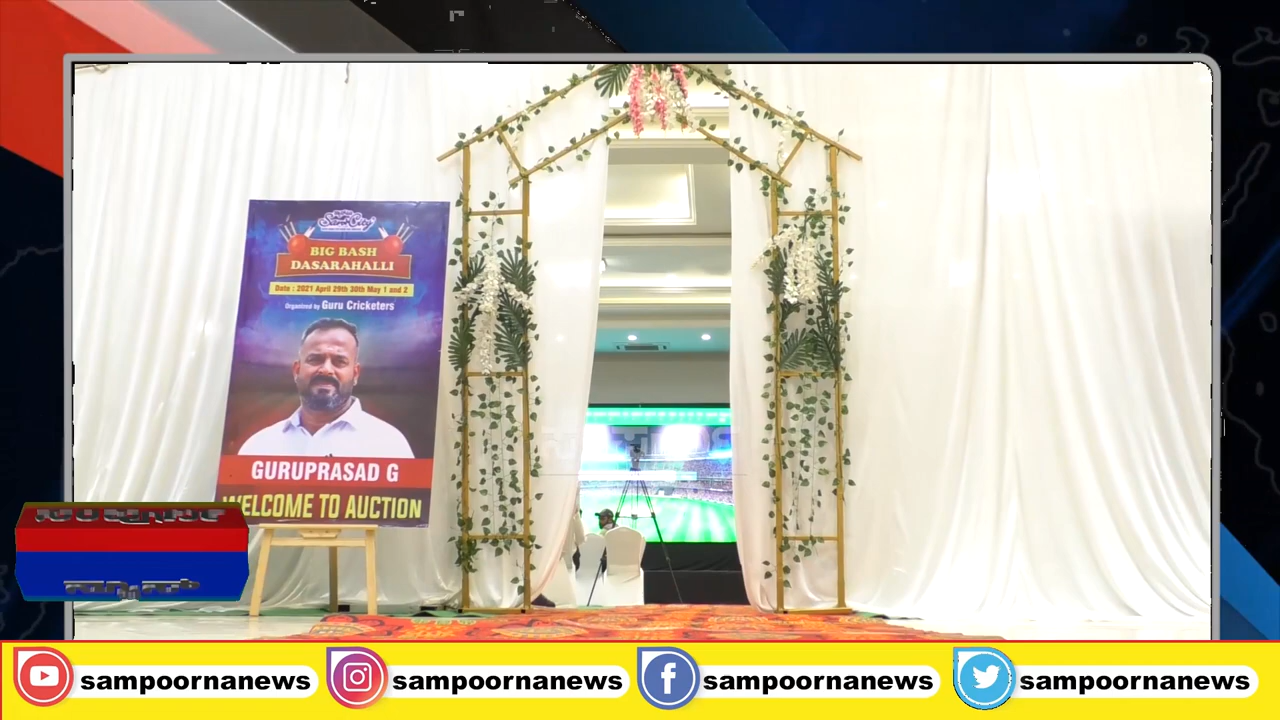 BIG BASH
DASARAHALLI
Date : 2021 April 29th 30th May 1 and 2
Organized by Guru Cricketers
GURUPRASAD G
WELCOME TO AUCTION
sampoornanews
sampoornanews
sampoornanews
sampoornanews